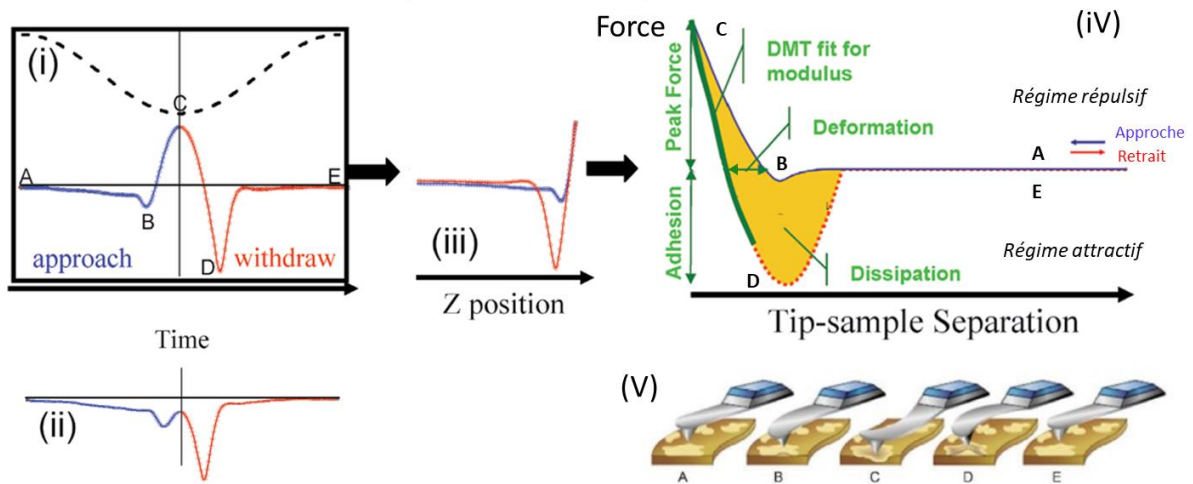 (i)
C
A
E
B
D
approach
withdraw
Time
(ii)
(iii)
Z position
Force
C
(iV)
DMT fit for
modulus
Peak Force
Régime répulsif
Deformation
B
A
Approche
Retrait
E
Adhesion
Régime attractif
D
Dissipation
Tip-sample Separation
(V)
A
B
C
D
E